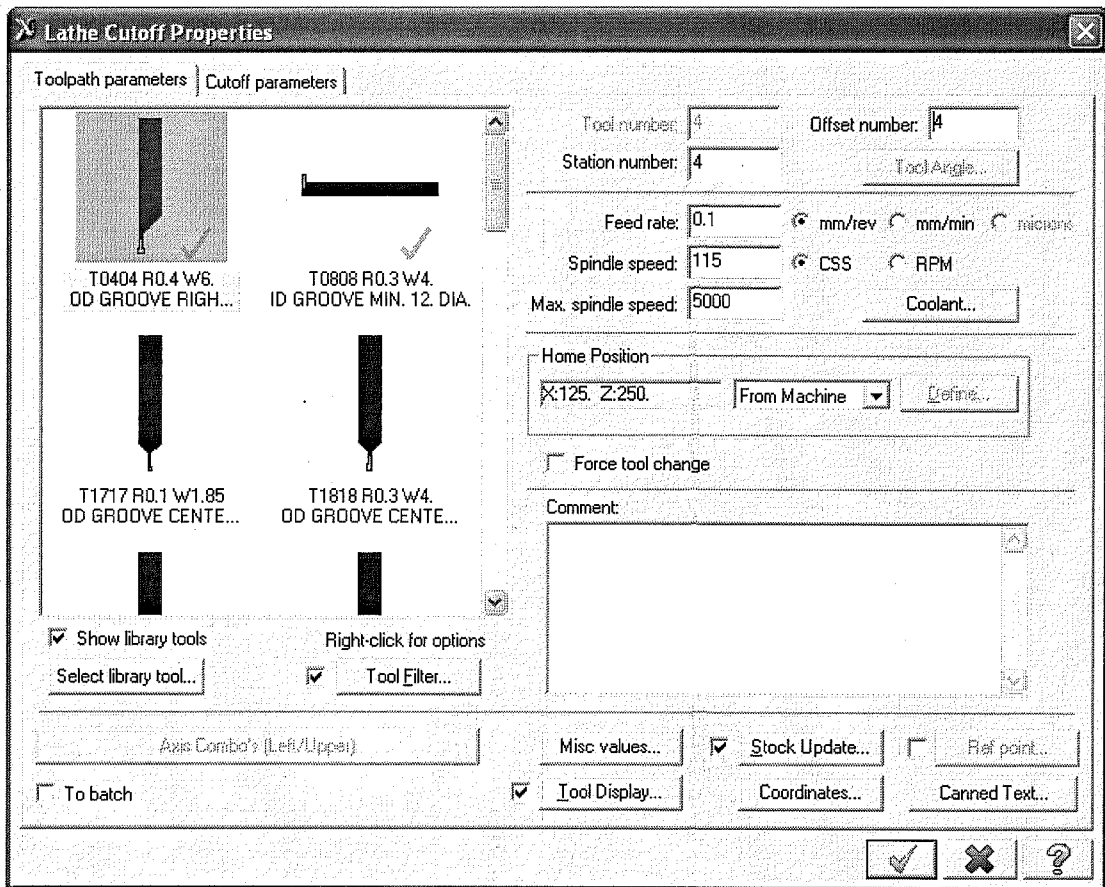 Lathe Cutoff Properties
Toolpath parameters Cutoff parameters
T0404 R0.4 W6.
OD GROOVE RIGH...
T0808 R0.3 W4.
ID GROOVE MIN. 12. DIA.
T1717 R0.1 W1.85
OD GROOVE CENTE...
T1818 R0.3 W4.
OD GROOVE CENTE...
Show library tools
Right-click for options
Select library tool...
Tool Filter...
Tool number: 4 Offset number: 4
Station number: 4 Tool Angle...
Feed rate: 0.1 mm/rev mm/min microns
Spindle speed: 115 CSS RPM
Max. spindle speed: 5000 Coolant...
Home Position
X:125. Z:250. From Machine Define...
Force tool change
Comment:
Axis Combo's (Left/Upper) Misc values... Stock Update... Ref point...
To batch Tool Display... Coordinates... Canned Text...